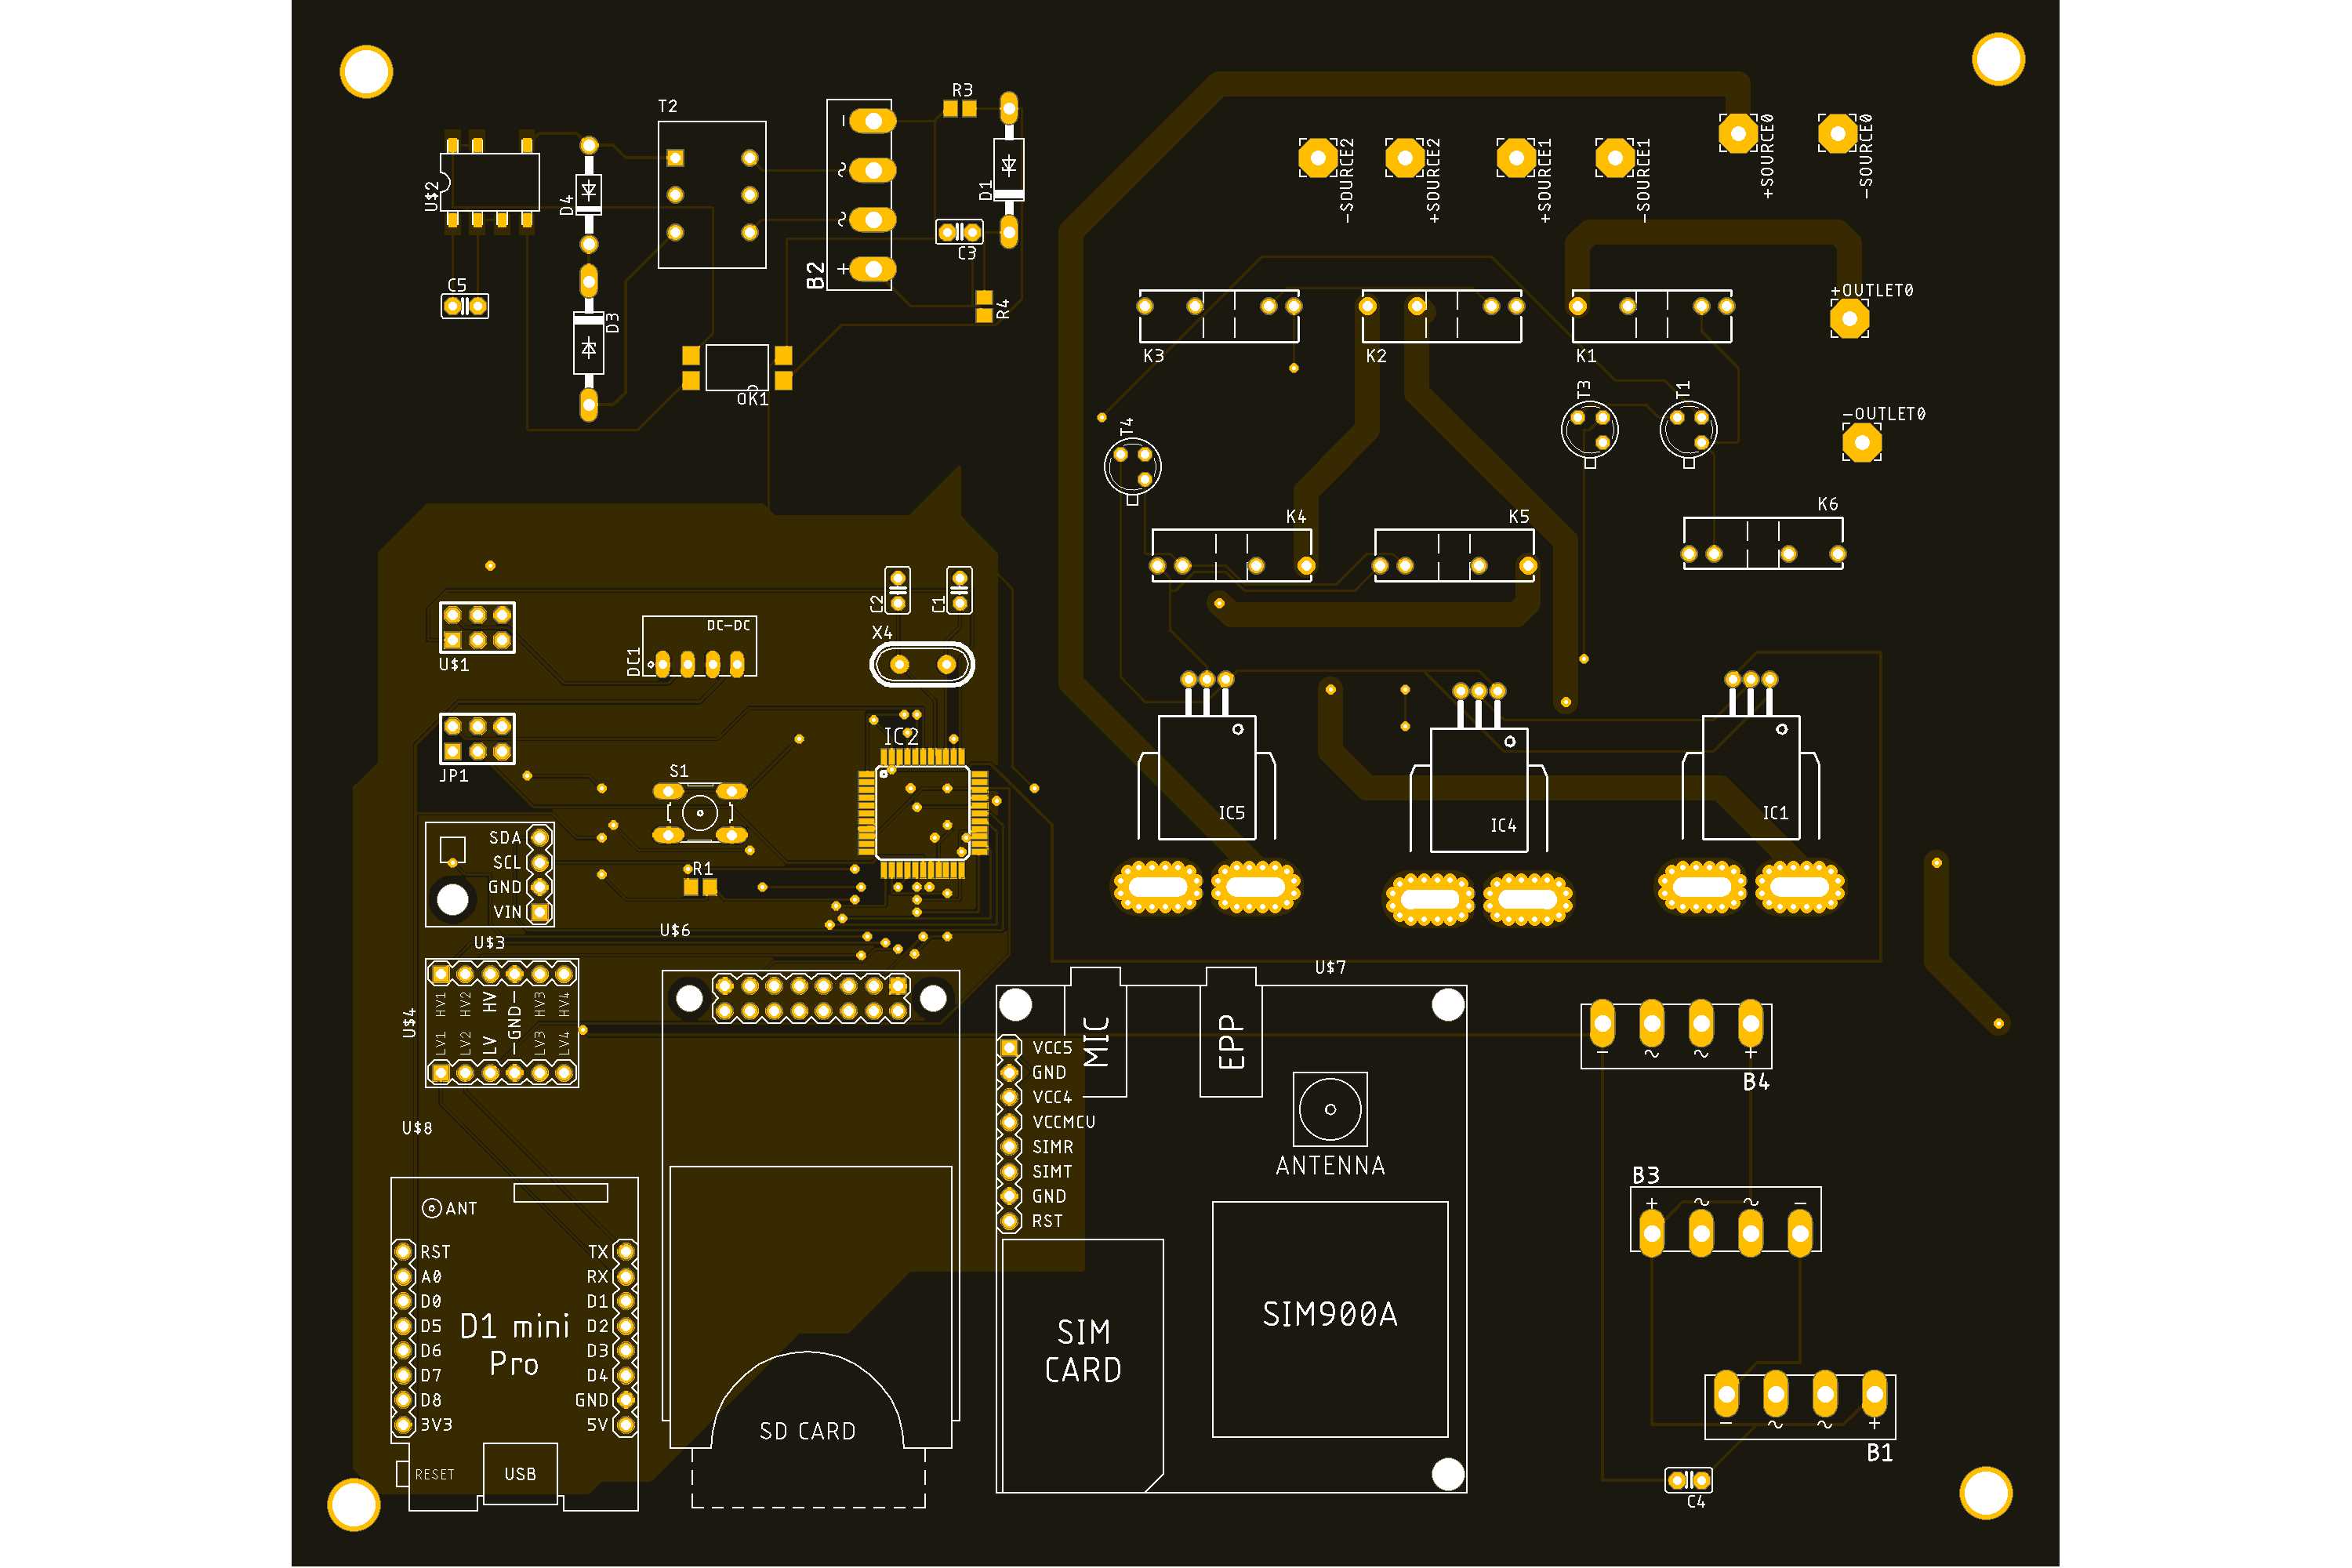 R3
T2
-SOURCE2
+SOURCE2
+SOURCE1
-SOURCE1
+SOURCE0
-SOURCE0
U$2
D4
D1
B2
C3
C5
D3
R4
OK1
K3
K2
K1
+OUTLET0
-OUTLET0
T4
T3
T1
K4
K5
K6
C2
C1
U$1
DC-DC
DC1
X4
JP1
S1
IC2
IC5
IC4
IC1
SDA
SCL
GND
VIN
R1
U$3
U$6
U$7
U$4
HV1
HV2
HV
-GND-
HV3
HV4
LV1
LV2
LV
LV3
LV4
U$8
MIC
EPP
VCC5
GND
VCC4
VCCMCU
SIMR
SIMT
GND
RST
ANTENNA
B4
B3
ANT
RST
A0
D0
D5
D6
D7
D8
3V3
TX
RX
D1
D2
D3
D4
GND
5V
D1 mini
Pro
RESET
USB
SD CARD
SIM
CARD
SIM900A
B1
C4